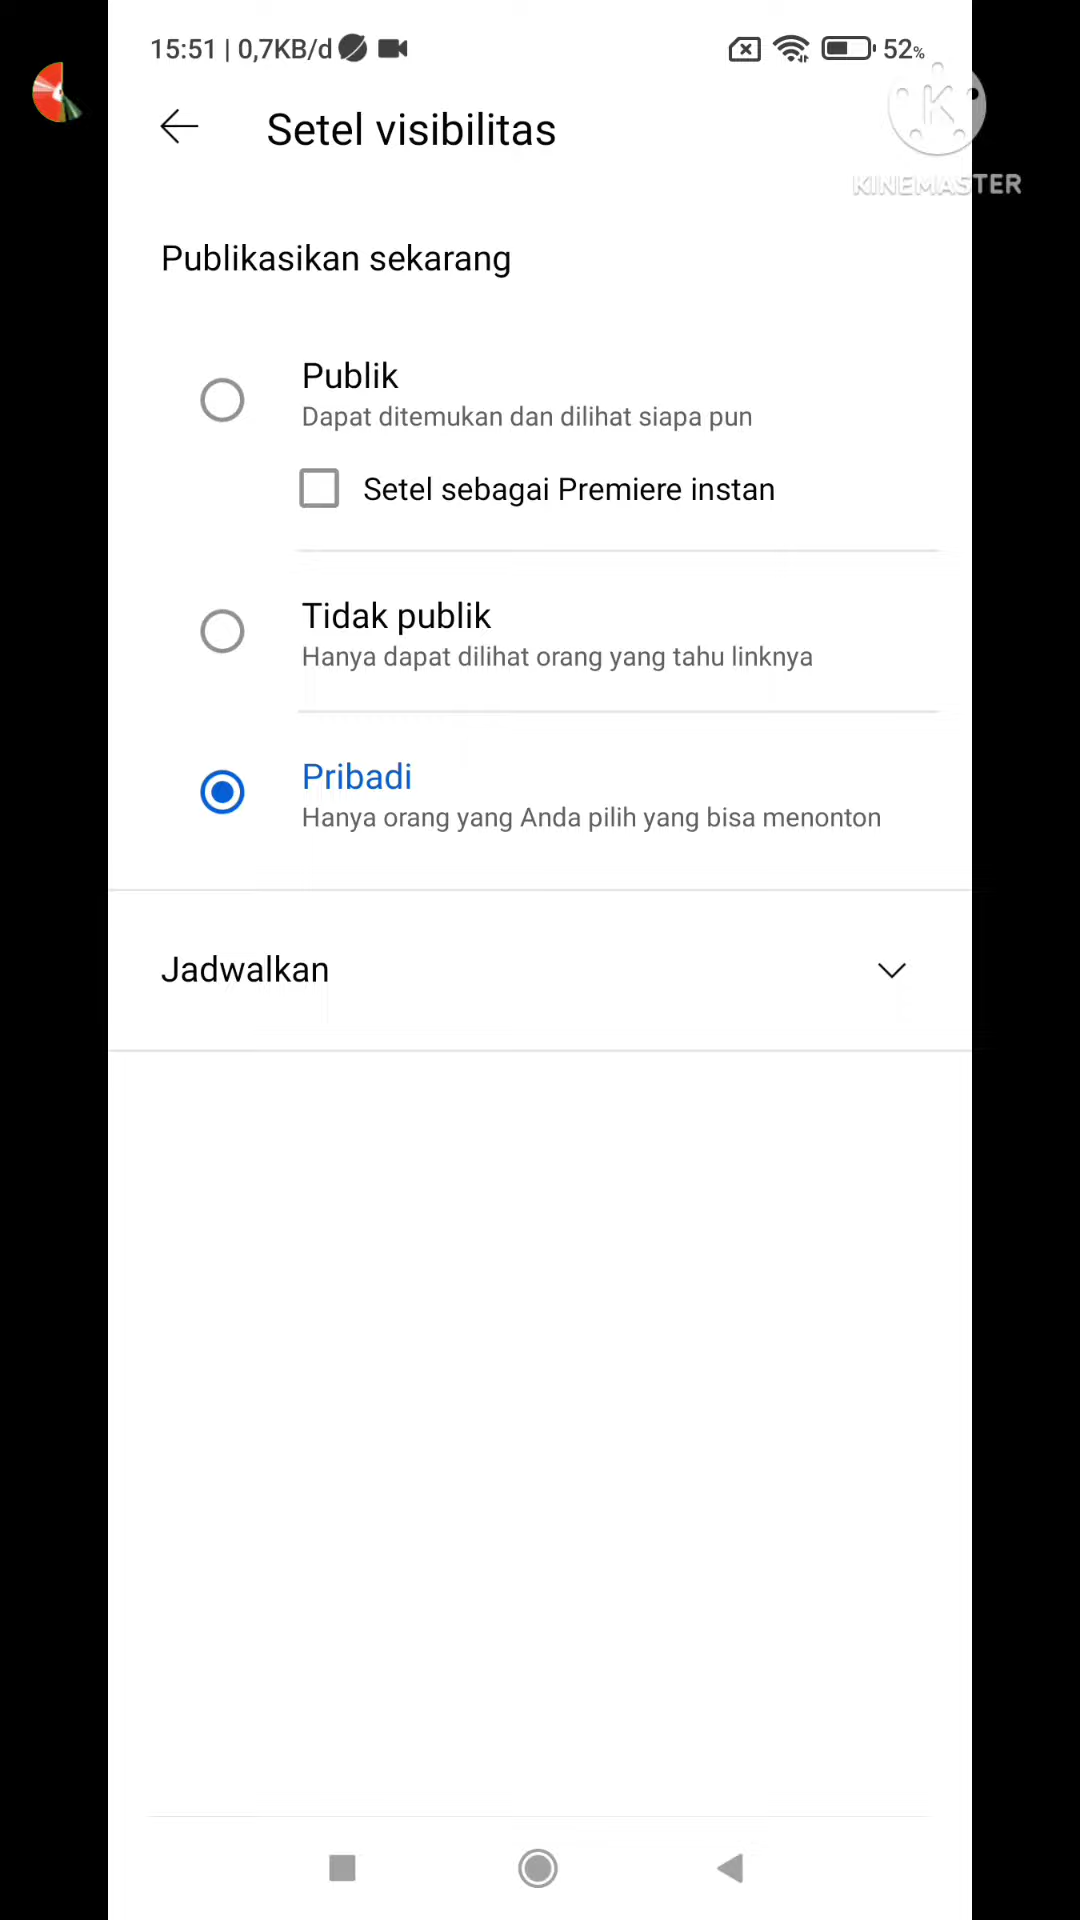 15:51 | 0,7KB/d 52%
Setel visibilitas
KINEMASTER
Publikasikan sekarang
Publik
Dapat ditemukan dan dilihat siapa pun
Setel sebagai Premiere instan
Tidak publik
Hanya dapat dilihat orang yang tahu linknya
Pribadi
Hanya orang yang Anda pilih yang bisa menonton
Jadwalkan